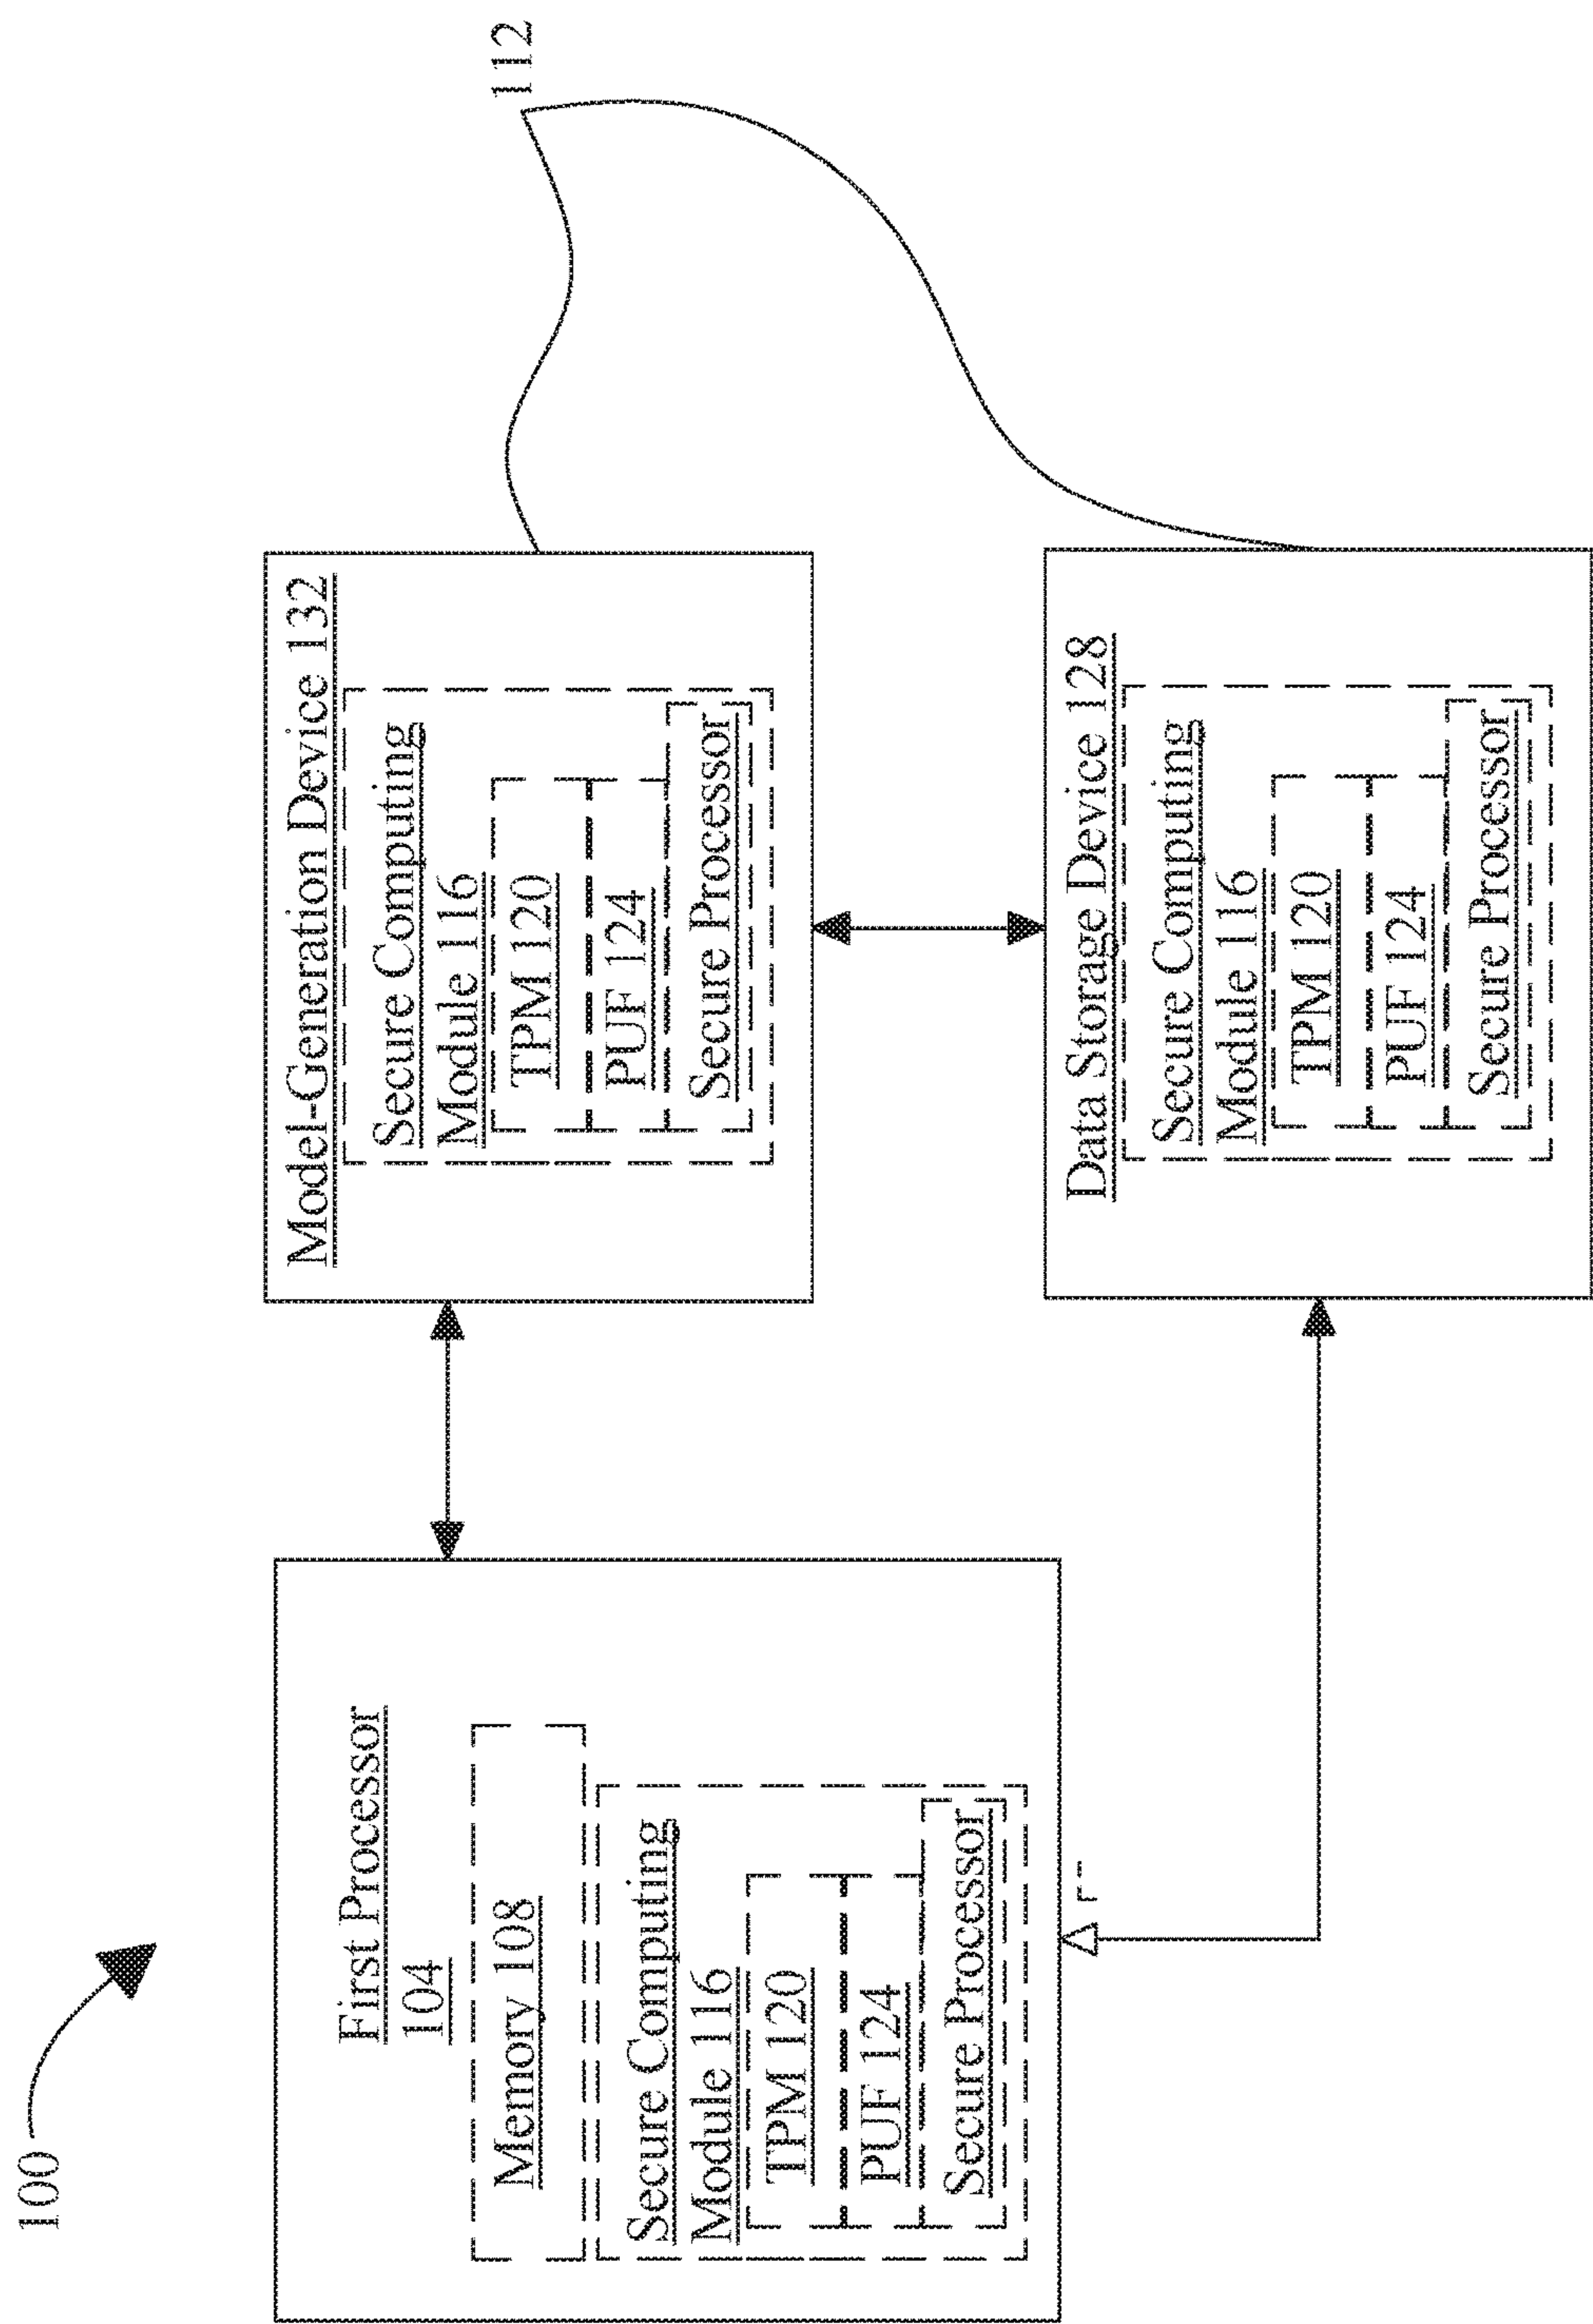 100
First Processor
104
Memory 108
Secure Computing
Module 116
TPM 120
PUF 124
Secure Processor
Model-Generation Device 132
Secure Computing
Module 116
TPM 120
PUF 124
Secure Processor
Data Storage Device 128
Secure Computing
Module 116
TPM 120
PUF 124
Secure Processor
112